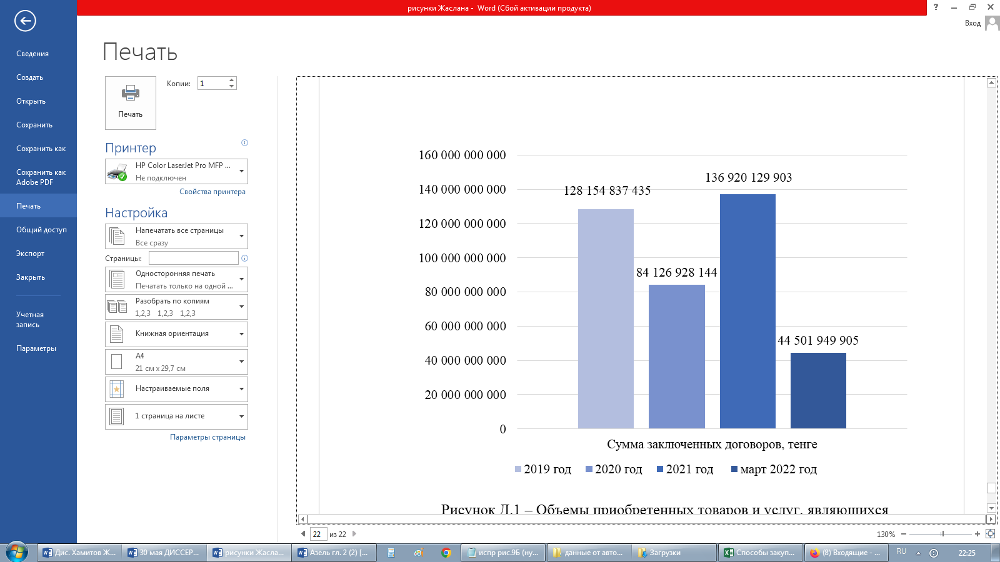 рисунки Жаслана -  Word (Сбой активации продукта)
?
Вход
Сведения
Создать
Открыть
Сохранить
Сохранить как
Сохранить как
Adobe PDF
Печать
Общий доступ
Экспорт
Закрыть
Учетная
запись
Параметры
Печать
Печать
Копии: 1
Принтер
HP Color LaserJet Pro MFP ...
Не подключен
Свойства принтера
Настройка
Напечатать все страницы
Все сразу
Страницы:
Односторонняя печать
Печатать только на одной ...
Разобрать по копиям
1,2,3 1,2,3 1,2,3
Книжная ориентация
A4
21 см x 29,7 см
Настраиваемые поля
1 страница на листе
Параметры страницы
160 000 000 000
140 000 000 000
120 000 000 000
100 000 000 000
80 000 000 000
60 000 000 000
40 000 000 000
20 000 000 000
0
128 154 837 435
84 126 928 144
136 920 129 903
44 501 949 905
Сумма заключенных договоров, тенге
2019 год 2020 год 2021 год март 2022 год
Рисунок Д.1 – Объемы приобретенных товаров и услуг, являющихся
22 из 22
130%
Дис. Хамитов Ж...
30 мая ДИССЕР...
рисунки Жасла...
Азель гл. 2 (2) [...
испр рис.9Б (ну...
данные от авто...
Загрузки
Способы закуп...
(8) Входящие - ...
RU
22:25